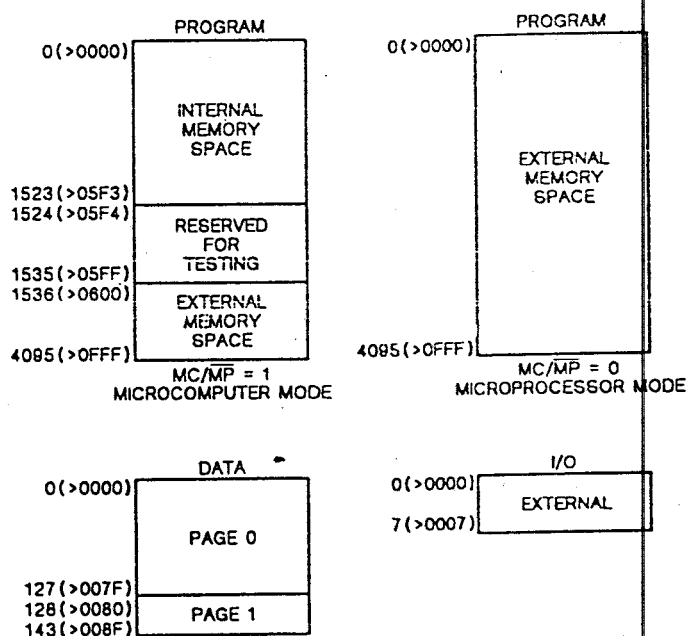 PROGRAM
0(>0000)
INTERNAL
MEMORY
SPACE
1523(>05F3)
1524(>05F4)
RESERVED
FOR
TESTING
1535(>05FF)
1536(>0600)
EXTERNAL
MEMORY
SPACE
4095(>0FFF)
MC/M̅P̅ = 1
MICROCOMPUTER MODE
PROGRAM
0(>0000)
EXTERNAL
MEMORY
SPACE
4095(>0FFF)
MC/M̅P̅ = 0
MICROPROCESSOR MODE
DATA
0(>0000)
PAGE 0
127(>007F)
128(>0080)
PAGE 1
143(>008F)
I/O
0(>0000)
EXTERNAL
7(>0007)